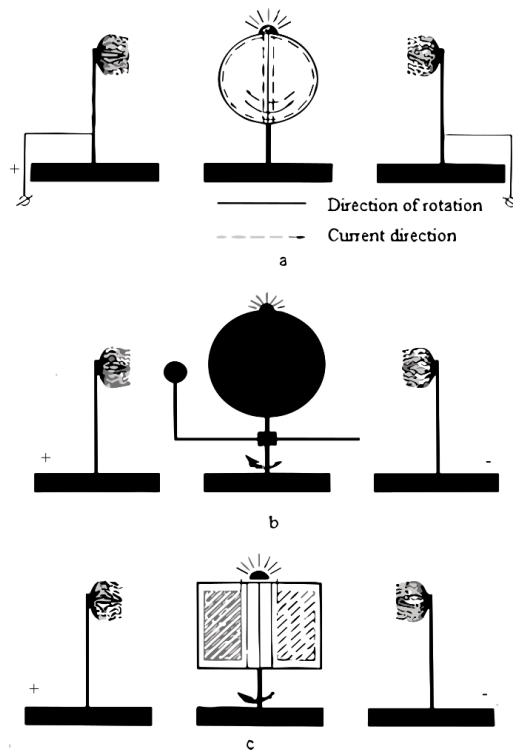 +
Direction of rotation
Current direction
a
+ -
b
+ -
c